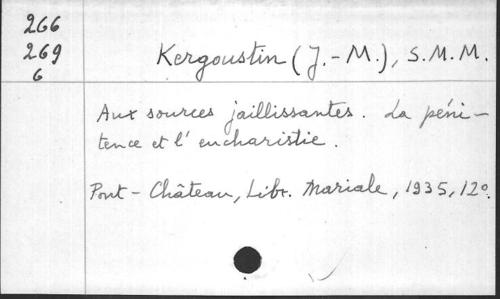 266
269
6
Kergoustin (J.-M.), S.M.M.
Aux sources jaillissantes. La péni-
tence et l'eucharistie.
Pont-Château, Libr. Mariale, 1935, 12°.